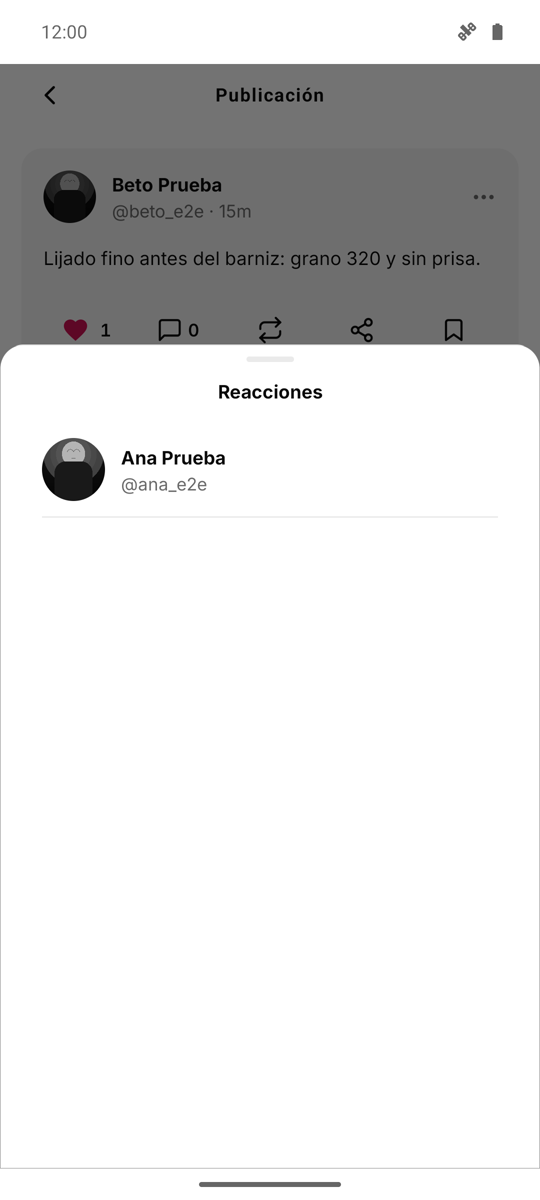 12:00
Publicación
Beto Prueba
@beto_e2e · 15m
Lijado fino antes del barniz: grano 320 y sin prisa.
1 0
Reacciones
Ana Prueba
@ana_e2e